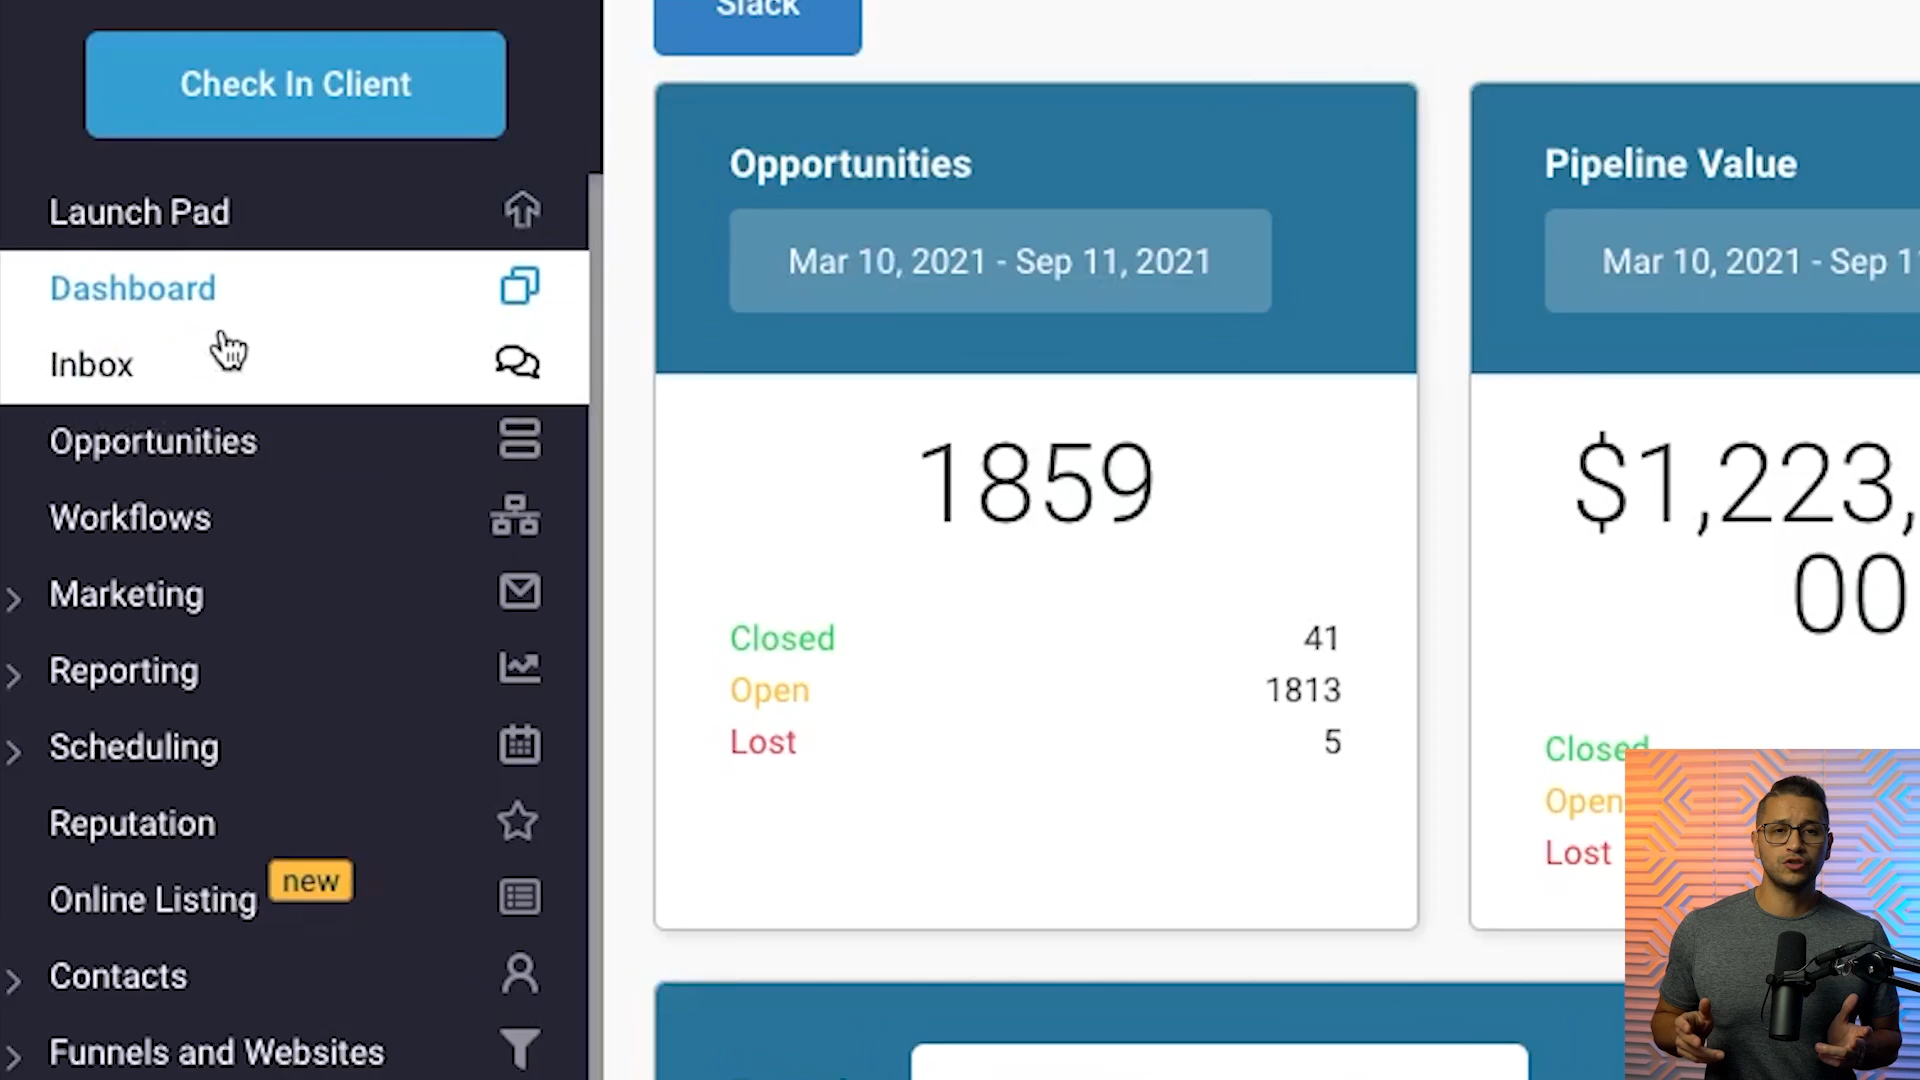 Slack
Check In Client
Launch Pad
Dashboard
Inbox
Opportunities
Workflows
Marketing
Reporting
Scheduling
Reputation
Online Listing new
Contacts
Funnels and Websites
Opportunities
Mar 10, 2021 - Sep 11, 2021
1859
Closed 41
Open 1813
Lost 5
Pipeline Value
Mar 10, 2021 - Sep 1
$1,223,
00
Closed
Open
Lost